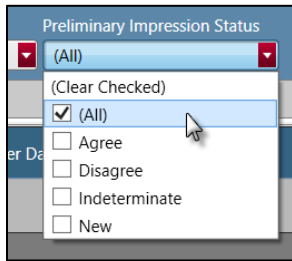 Preliminary Impression Status
(All)
(Clear Checked)
(All)
Agree
er Da
Disagree
Indeterminate
New